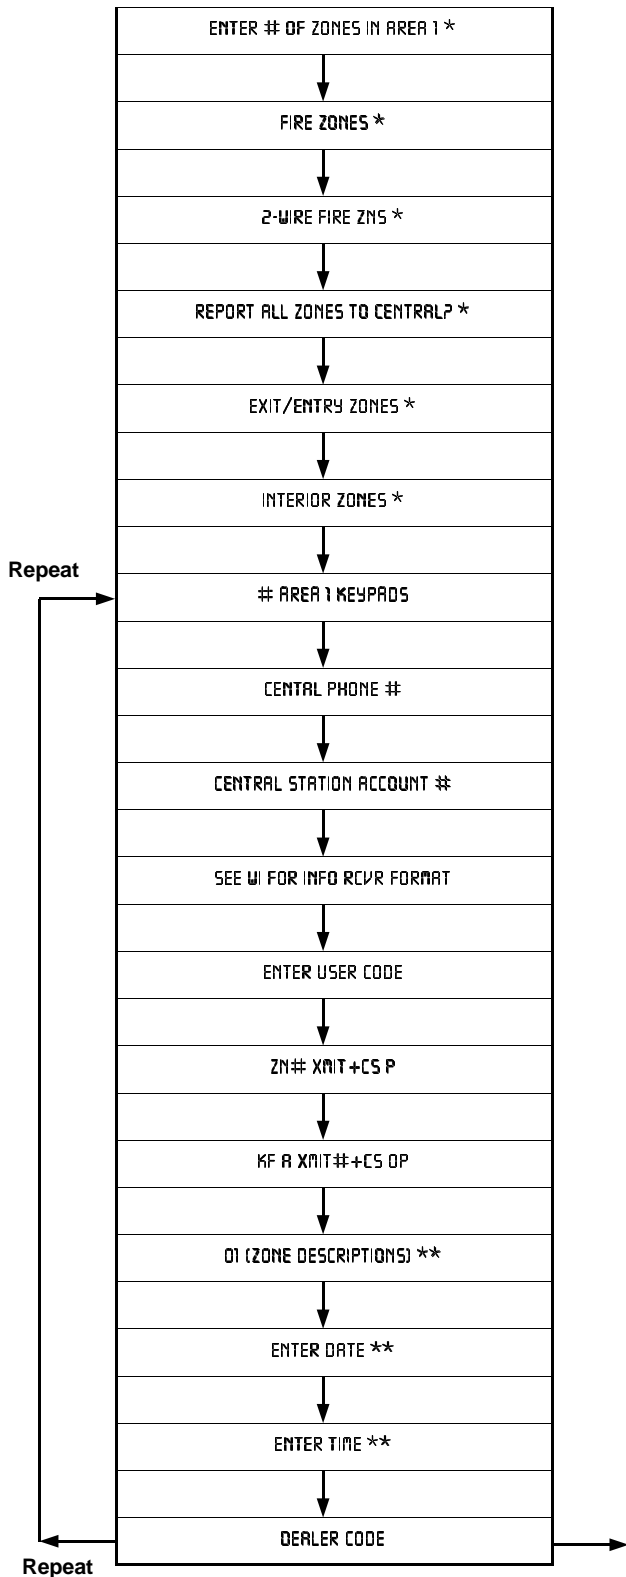 ENTER # OF ZONES IN AREA 1 *
FIRE ZONES *
2-WIRE FIRE ZNS *
REPORT ALL ZONES TO CENTRAL? *
EXIT/ENTRY ZONES *
INTERIOR ZONES *
Repeat
# AREA 1 KEYPADS
CENTAL PHONE #
CENTRAL STATION ACCOUNT #
SEE WI FOR INFO RCVR FORMAT
ENTER USER CODE
ZN# XMIT+CS P
KF A XMIT#+CS OP
01 (ZONE DESCRIPTIONS) **
ENTER DATE **
ENTER TIME **
DEALER CODE
Repeat